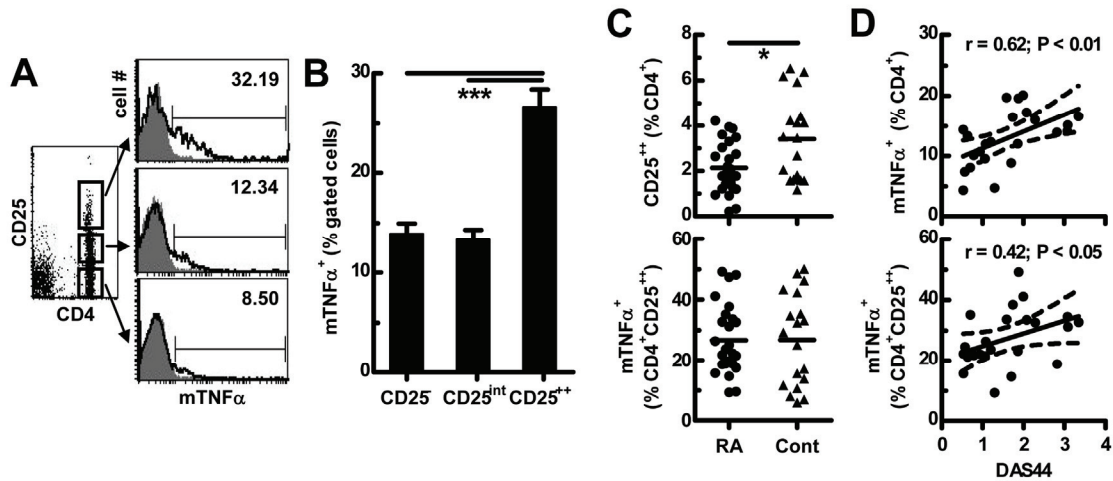 A
cell #
32.19
12.34
8.50
CD25
CD4
mTNFα
B
***
mTNFα⁺ (% gated cells)
30
20
10
0
CD25⁻ CD25ⁱⁿᵗ CD25⁺⁺
C
*
CD25⁺⁺ (% CD4⁺)
8
6
4
2
0
mTNFα⁺
(% CD4⁺CD25⁺⁺)
60
40
20
0
RA Cont
D
r = 0.62; P < 0.01
mTNFα⁺ (% CD4⁺)
30
20
10
0
r = 0.42; P < 0.05
mTNFα⁺
(% CD4⁺CD25⁺⁺)
60
40
20
0
0 1 2 3 4
DAS44